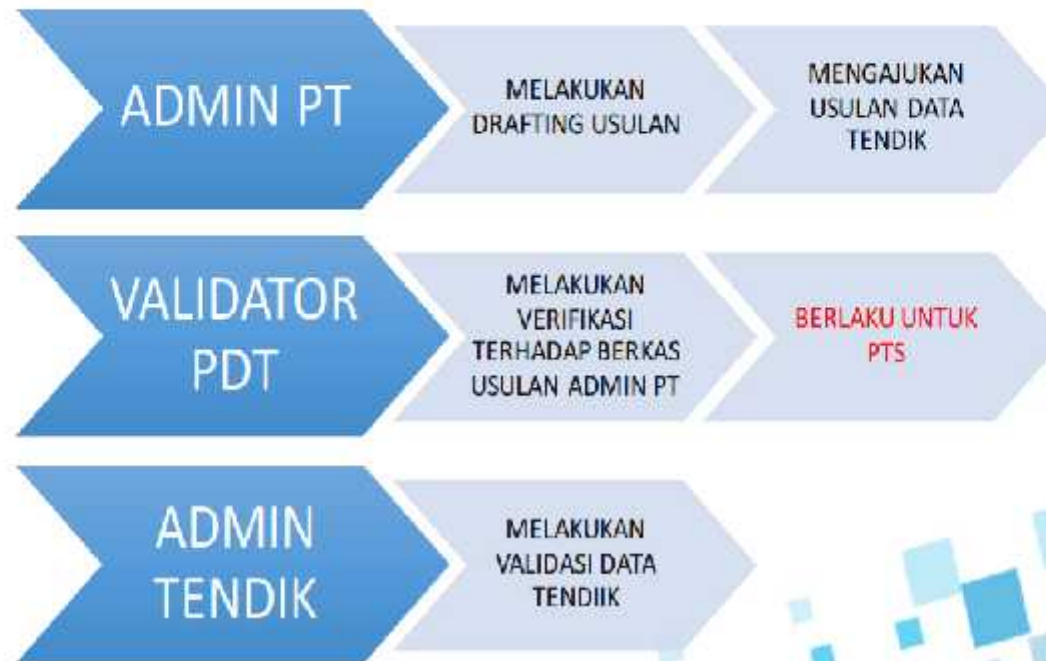 ADMIN PT
MELAKUKAN
DRAFTING USULAN
MENGAJUKAN
USULAN DATA
TENDIK
VALIDATOR
PDT
MELAKUKAN
VERIFIKASI
TERHADAP BERKAS
USULAN ADMIN PT
BERLAKU UNTUK
PTS
ADMIN
TENDIK
MELAKUKAN
VALIDASI DATA
TENDIIK